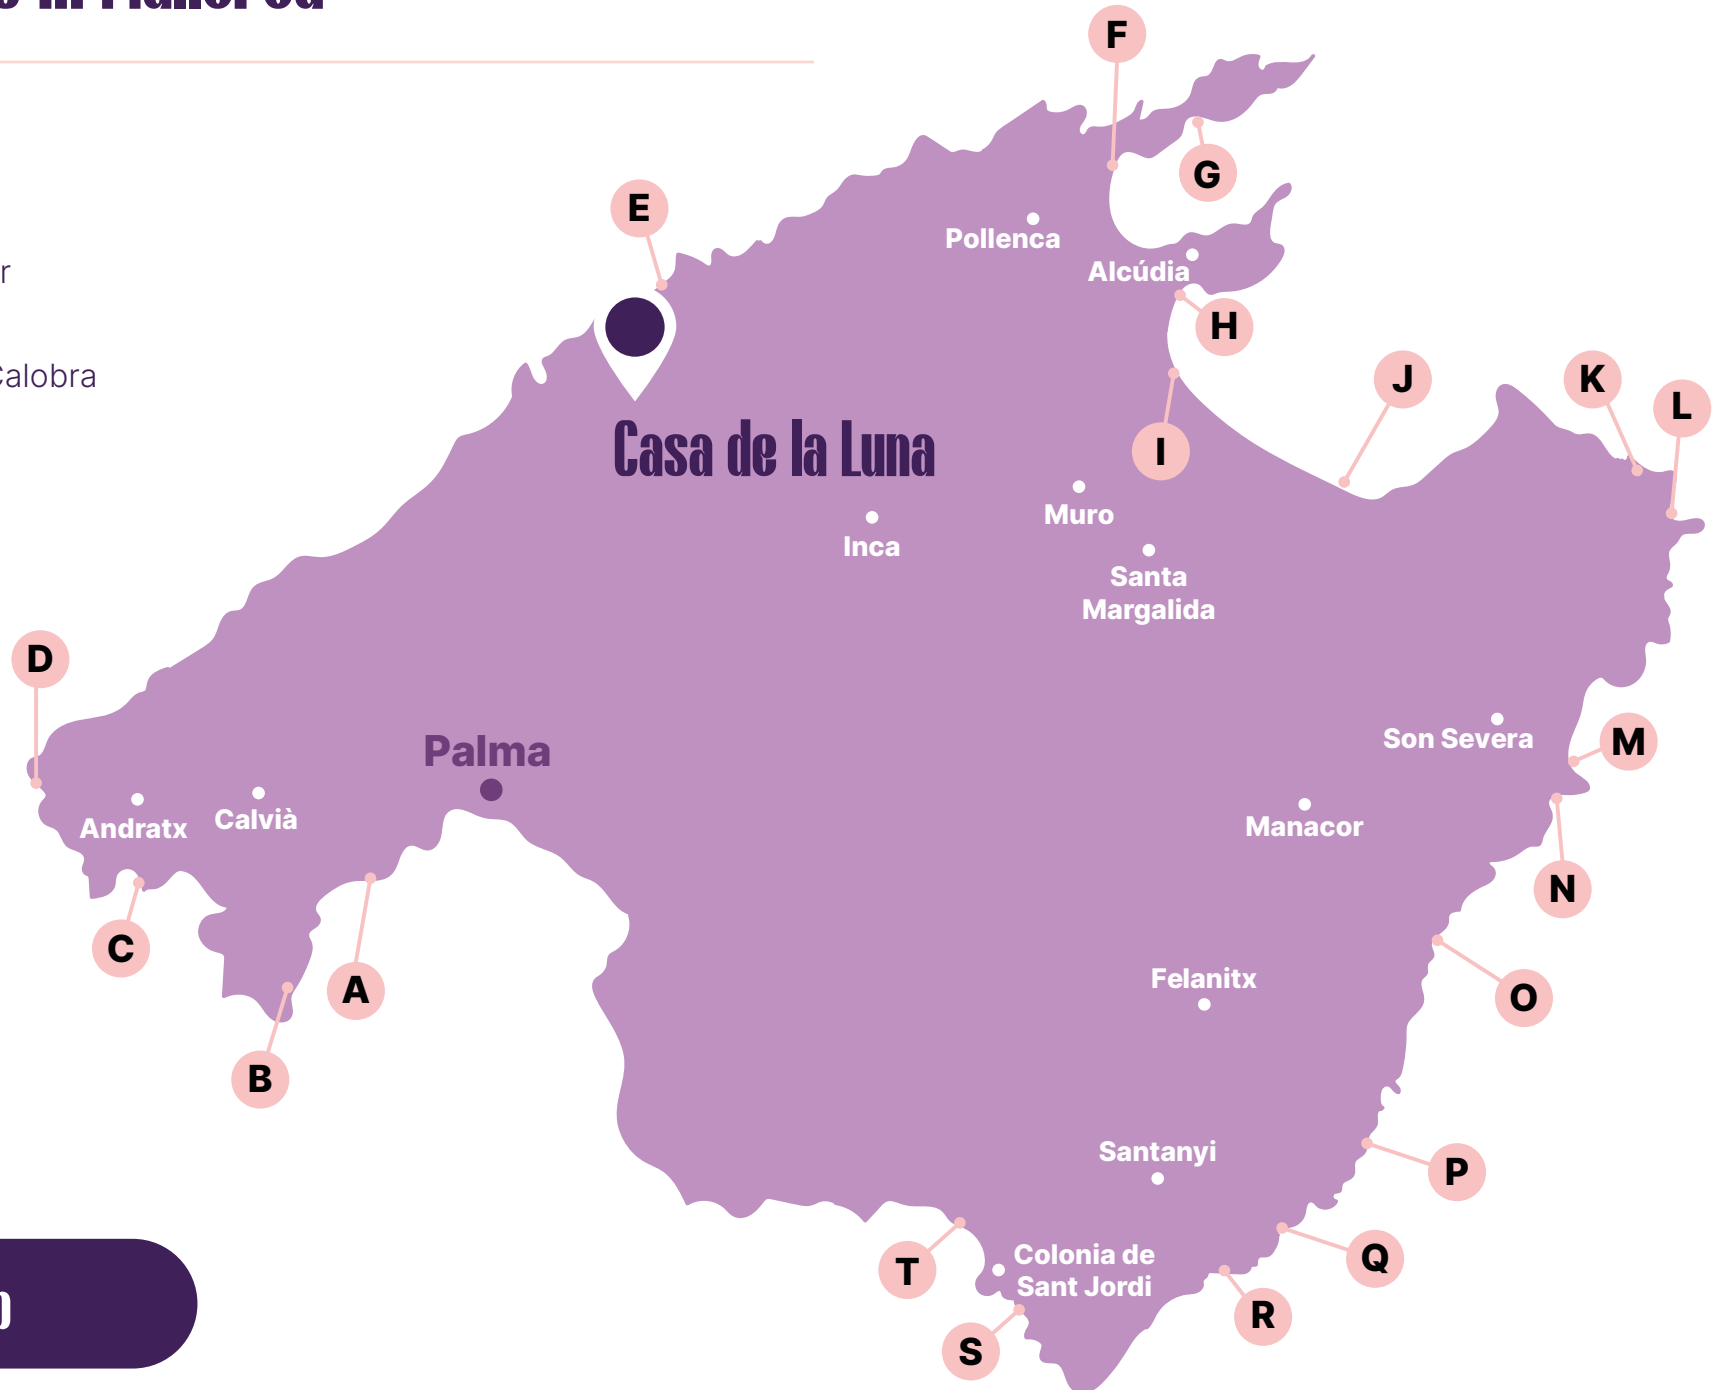 F
G
E
Pollenca
Alcúdia
r
H
Calobra
J
K
L
Casa de la Luna
I
Muro
Inca
Santa
Margalida
D
Palma
Son Severa
M
Andratx
Calvià
Manacor
N
C
A
Felanitx
O
B
Santanyi
P
T
Colonia de
Sant Jordi
Q
R
S